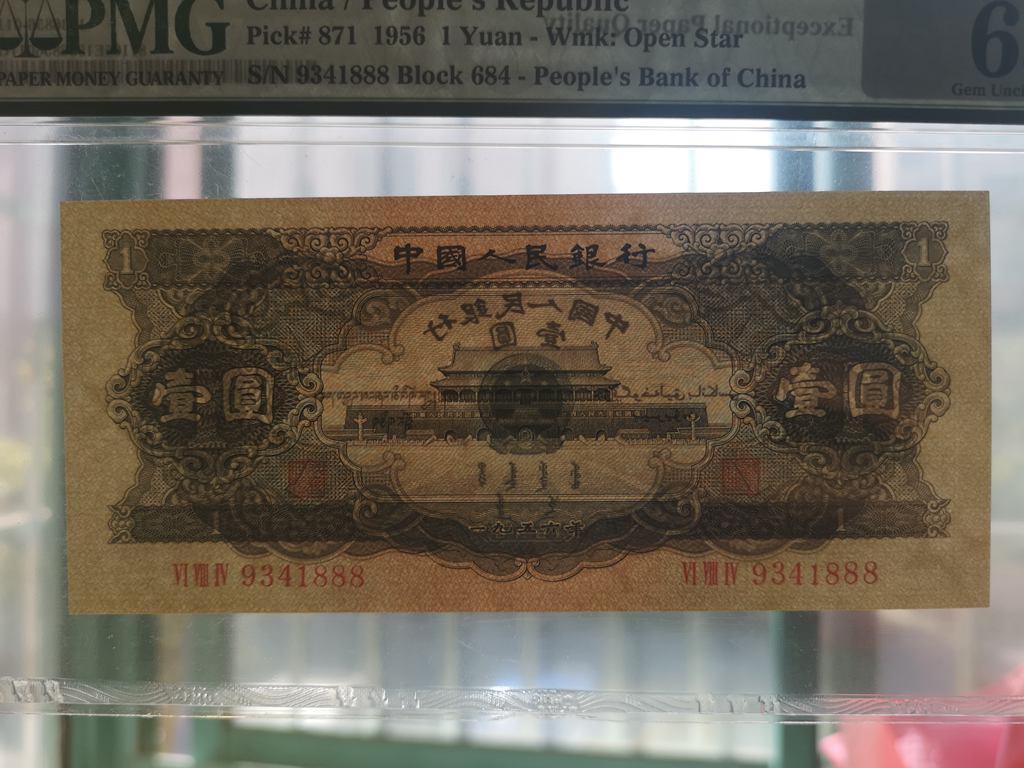 China / People's Republic
PMG
Pick# 871 1956 1 Yuan - Wmk: Open Star
Exceptional Paper Quality
PAPER MONEY GUARANTY
S/N 9341888 Block 684 - People's Bank of China
6
Gem Unc
中國人民銀行
1
1
中國人民銀行
壹圓
壹圓
壹圓
一九五六年
1
1
VI VIII IV 9341888
VI VIII IV 9341888